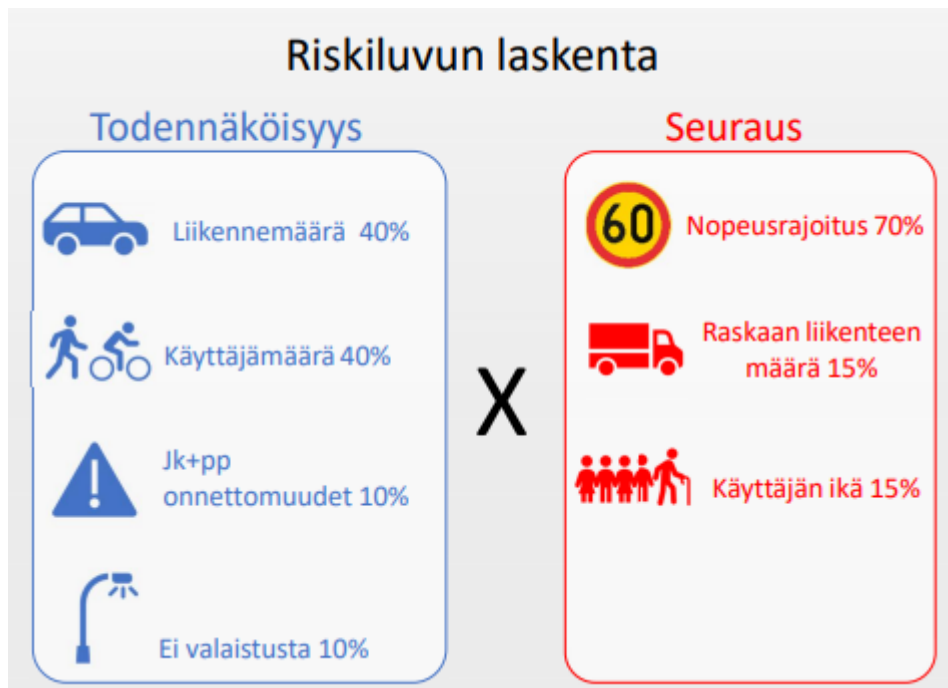 Riskiluvun laskenta
Todennäköisyys
Liikennemäärä 40%
Käyttäjämäärä 40%
Jk+pp
onnettomuudet 10%
Ei valaistusta 10%
X
Seuraus
60
Nopeusrajoitus 70%
Raskaan liikenteen
määrä 15%
Käyttäjän ikä 15%